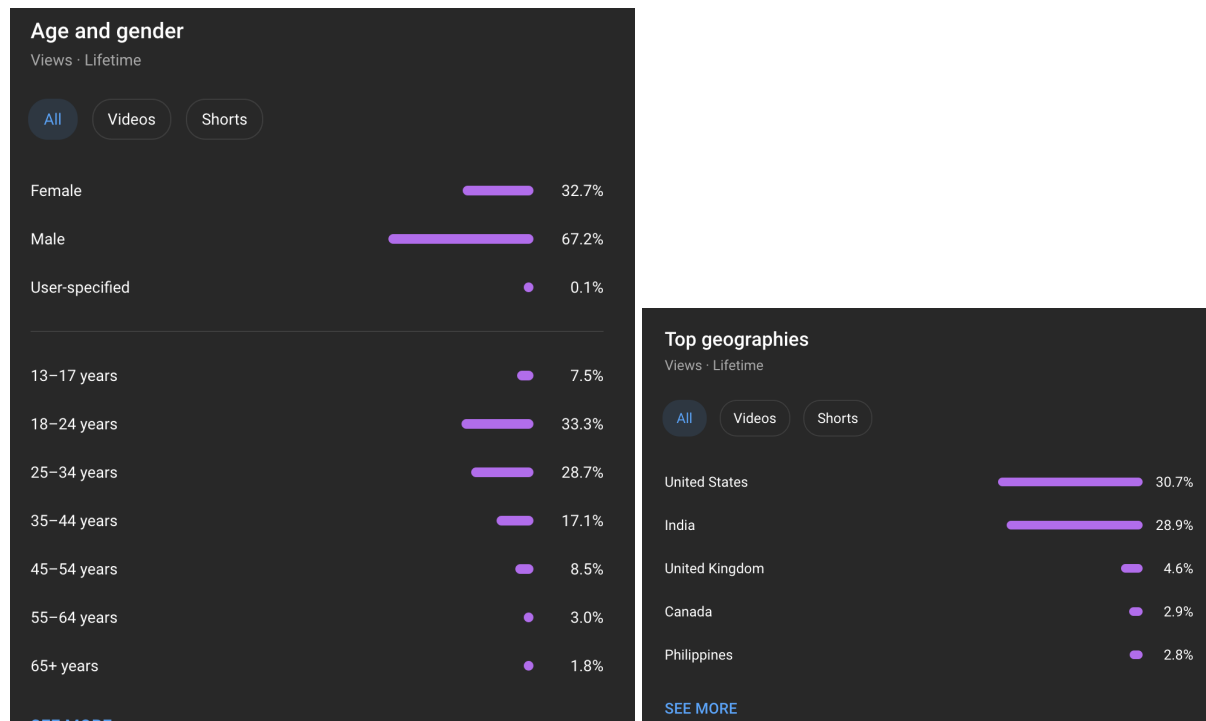 Age and gender
Views · Lifetime
All Videos Shorts
Female 32.7%
Male 67.2%
User-specified 0.1%
13–17 years 7.5%
18–24 years 33.3%
25–34 years 28.7%
35–44 years 17.1%
45–54 years 8.5%
55–64 years 3.0%
65+ years 1.8%
Top geographies
Views · Lifetime
All Videos Shorts
United States 30.7%
India 28.9%
United Kingdom 4.6%
Canada 2.9%
Philippines 2.8%
SEE MORE